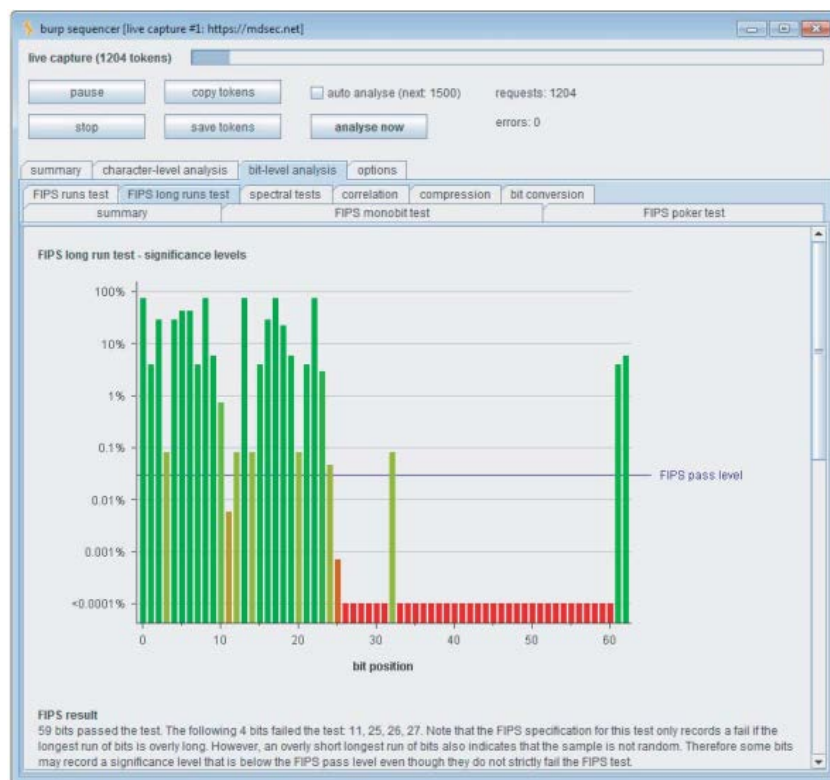 burp sequencer [live capture #1: https://mdsec.net]
live capture (1204 tokens)
pause
copy tokens
auto analyse (next: 1500)
requests: 1204
stop
save tokens
analyse now
errors: 0
summary
character-level analysis
bit-level analysis
options
FIPS runs test
FIPS long runs test
spectral tests
correlation
compression
bit conversion
summary
FIPS monobit test
FIPS poker test
FIPS long run test - significance levels
100%
10%
1%
0.1%
FIPS pass level
0.01%
0.001%
<0.0001%
0 10 20 30 40 50 60
bit position
FIPS result
59 bits passed the test. The following 4 bits failed the test: 11, 25, 26, 27. Note that the FIPS specification for this test only records a fail if the
longest run of bits is overly long. However, an overly short longest run of bits also indicates that the sample is not random. Therefore some bits
may record a significance level that is below the FIPS pass level even though they do not strictly fail the FIPS test.